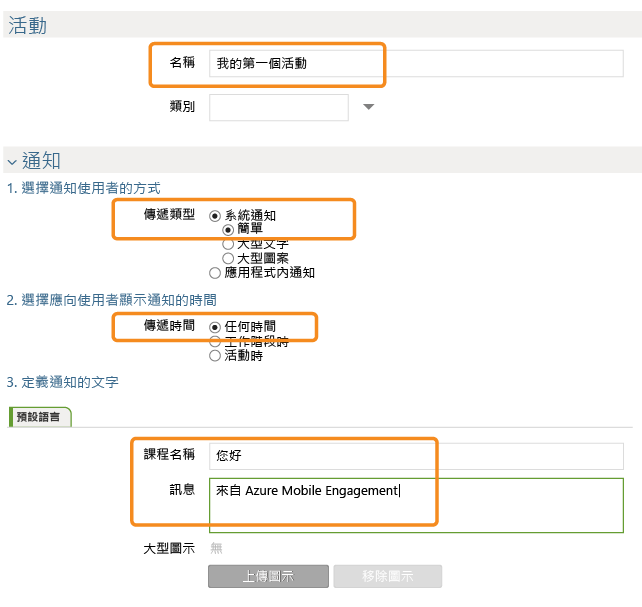 活動
名稱 我的第一個活動
類別
通知
1. 選擇通知使用者的方式
傳遞類型 系統通知
簡單
大型文字
大型圖案
應用程式內通知
2. 選擇應向使用者顯示通知的時間
傳遞時間 任何時間
工作階段時
活動時
3. 定義通知的文字
預設語言
課程名稱 您好
訊息 來自 Azure Mobile Engagement
大型圖示 無
上傳圖示 移除圖示